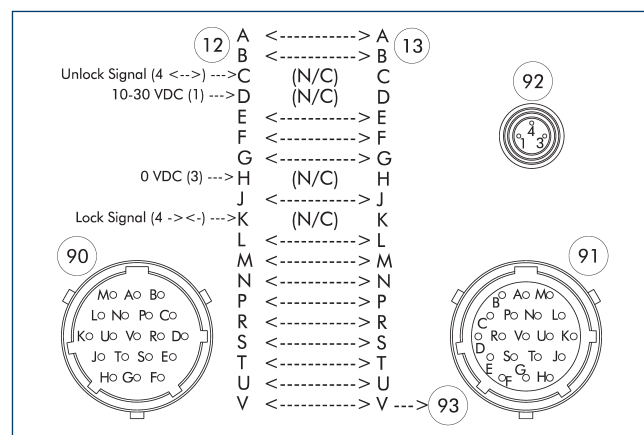 12 A <-----------> A 13
B <-----------> B
Unlock Signal (4 <-->) --->C (N/C) C
10-30 VDC (1) --->D (N/C) D
E <-----------> E
F <-----------> F
G <-----------> G
0 VDC (3) --->H (N/C) H
J <-----------> J
Lock Signal (4 -><-) --->K (N/C) K
L <-----------> L
M <-----------> M
N <-----------> N
P <-----------> P
R <-----------> R
S <-----------> S
T <-----------> T
U <-----------> U
V <-----------> V ---> 93
92
4
1 3
90
M A B
L N P C
K U V R D
J T S E
H G F
91
B A M
C P N L
D R V U K
E S T J
F G H